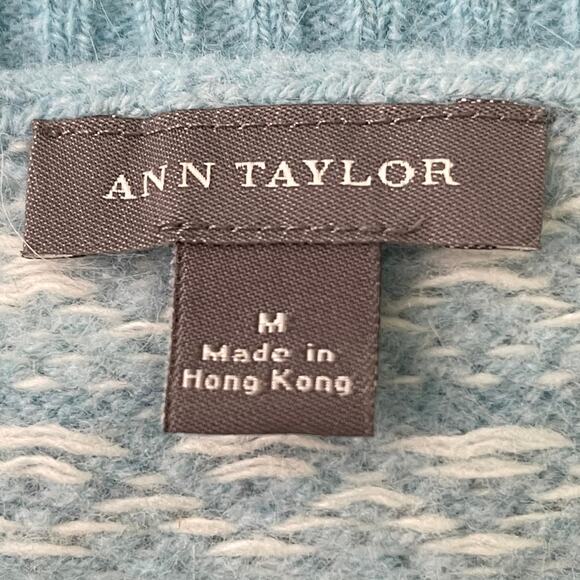 ANN TAYLOR
M
Made in
Hong Kong